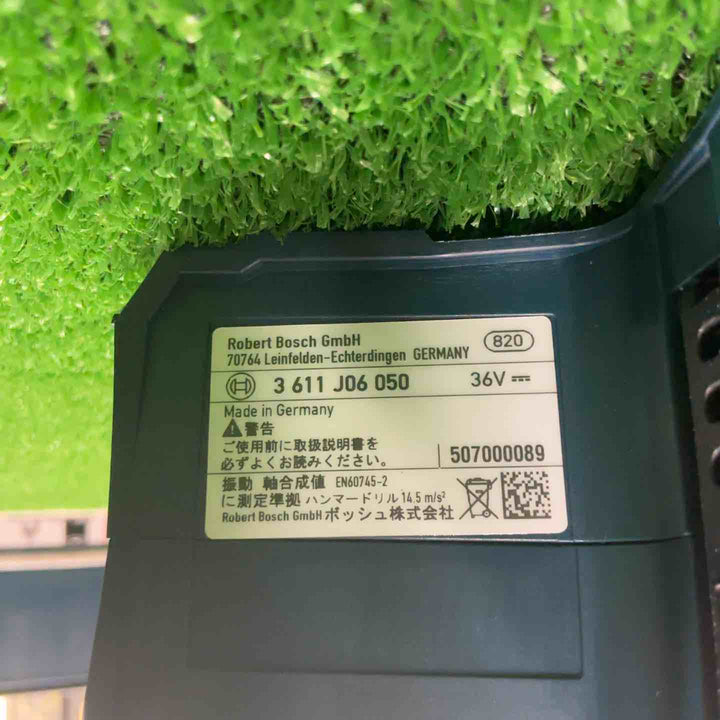 Robert Bosch GmbH
70764 Leinfelden-Echterdingen GERMANY
820
3 611 J06 050 36V
Made in Germany
警告
ご使用前に取扱説明書を
必ずよくお読みください。
507000089
振動 軸合成値 EN60745-2
に測定準拠 ハンマードリル 14.5 m/s²
Robert Bosch GmbH ボッシュ株式会社